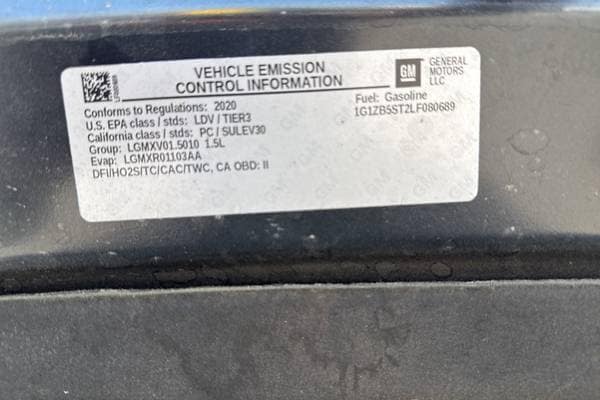 VEHICLE EMISSION
CONTROL INFORMATION
GM
GENERAL
MOTORS
LLC
Conforms to Regulations: 2020
U.S. EPA class / stds: LDV / TIER3
California class / stds: PC / SULEV30
Group: LGMXV01.5010 1.5L
Evap: LGMXR01103AA
DFI/HO2S/TC/CAC/TWC, CA OBD: II
Fuel: Gasoline
1G1ZB5ST2LF080689